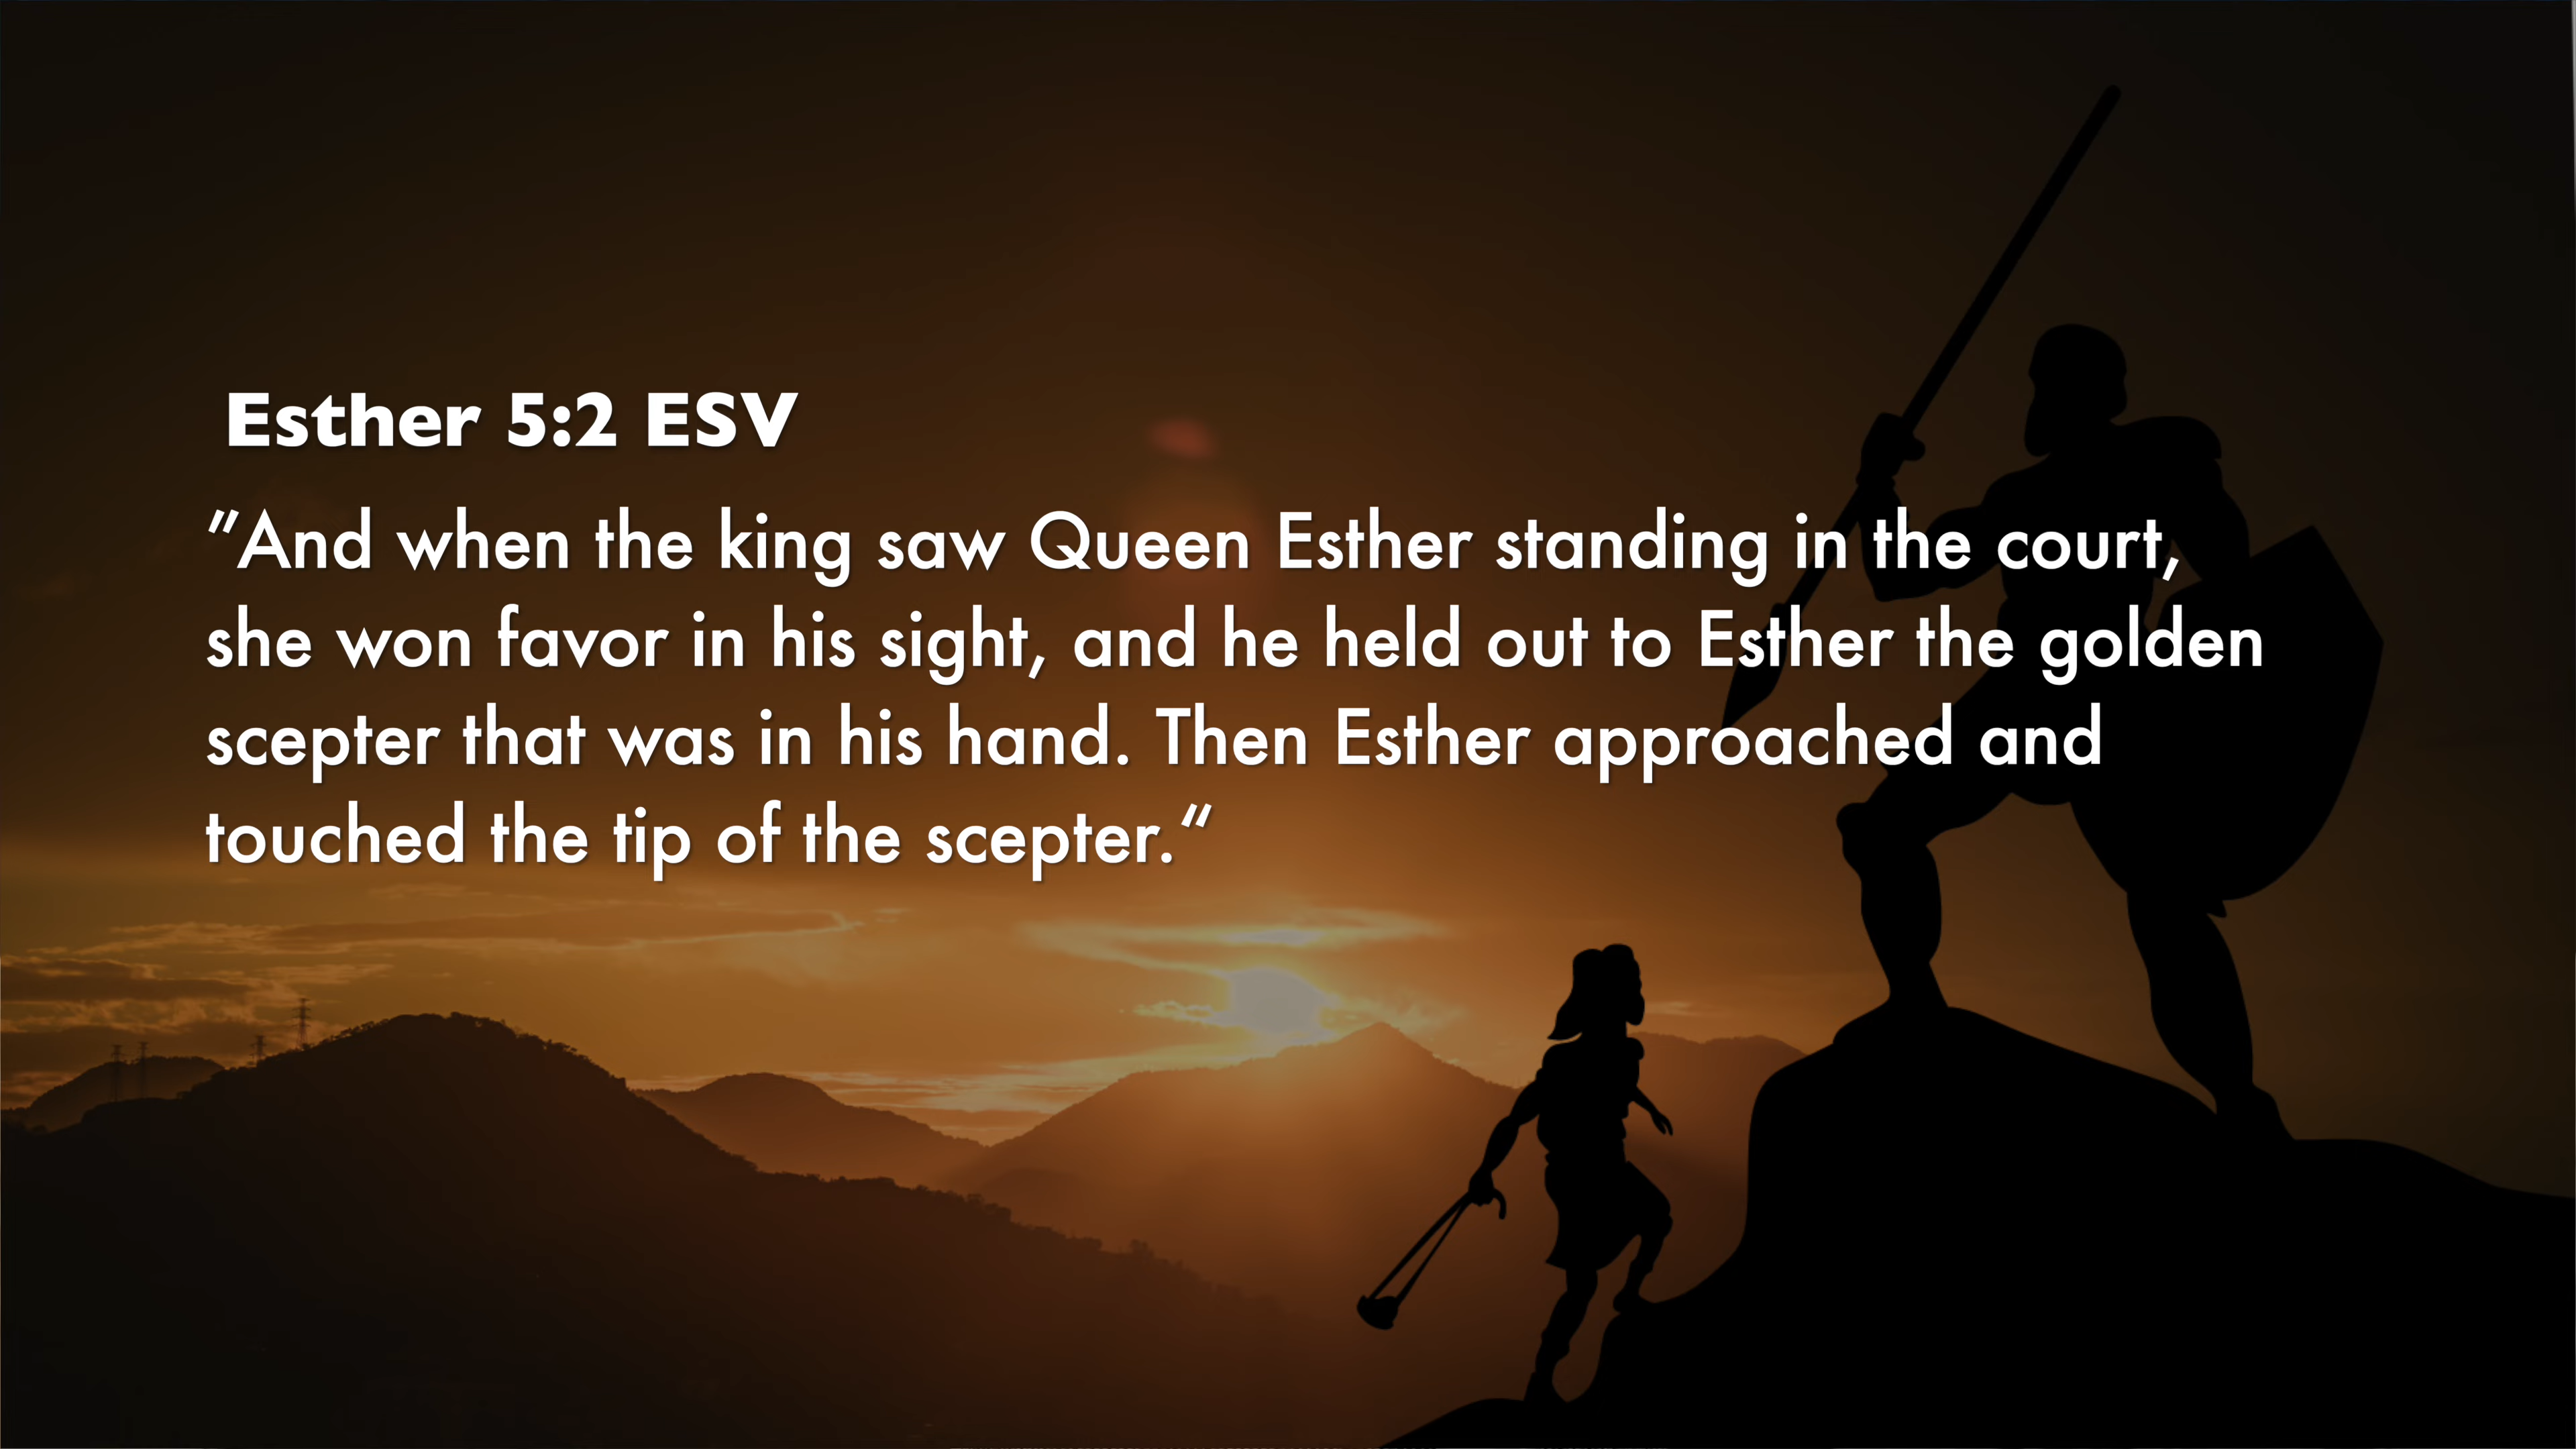 Esther 5:2 ESV
“And when the king saw Queen Esther standing in the court,
she won favor in his sight, and he held out to Esther the golden
scepter that was in his hand. Then Esther approached and
touched the tip of the scepter.“